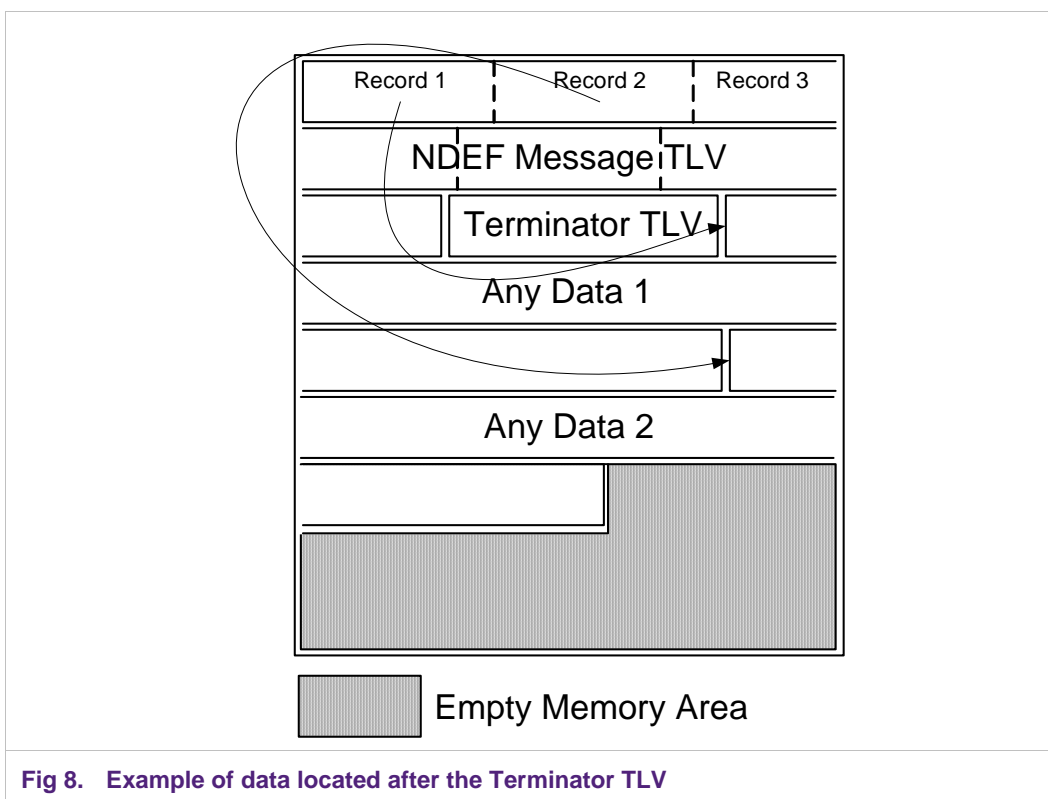 Record 1 Record 2 Record 3
NDEF Message TLV
Terminator TLV
Any Data 1
Any Data 2
Empty Memory Area
Fig 8. Example of data located after the Terminator TLV